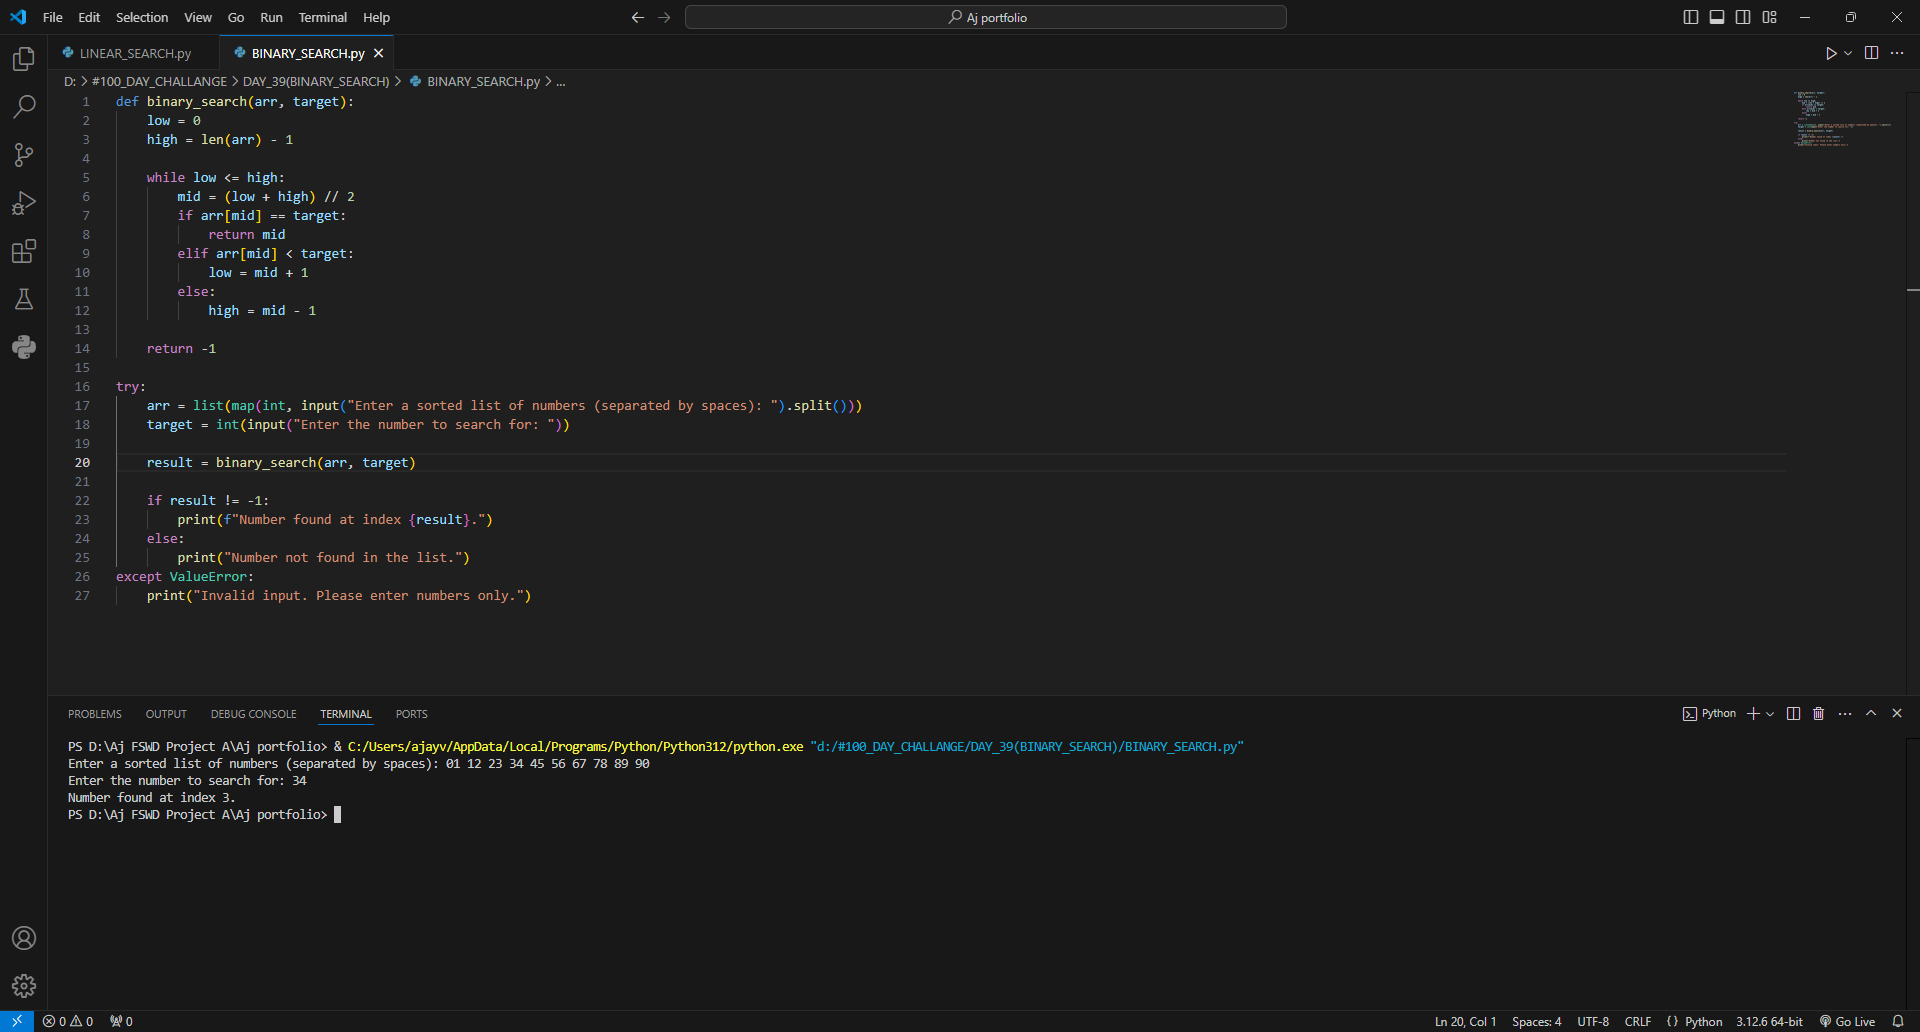 File Edit Selection View Go Run Terminal Help
Aj portfolio
LINEAR_SEARCH.py
BINARY_SEARCH.py
D: > #100_DAY_CHALLANGE > DAY_39(BINARY_SEARCH) > BINARY_SEARCH.py > ...
1 def binary_search(arr, target):
2     low = 0
3     high = len(arr) - 1
4
5     while low <= high:
6         mid = (low + high) // 2
7         if arr[mid] == target:
8             return mid
9         elif arr[mid] < target:
10             low = mid + 1
11         else:
12             high = mid - 1
13
14     return -1
15
16 try:
17     arr = list(map(int, input("Enter a sorted list of numbers (separated by spaces): ").split()))
18     target = int(input("Enter the number to search for: "))
19
20     result = binary_search(arr, target)
21
22     if result != -1:
23         print(f"Number found at index {result}.")
24     else:
25         print("Number not found in the list.")
26 except ValueError:
27     print("Invalid input. Please enter numbers only.")
PROBLEMS OUTPUT DEBUG CONSOLE TERMINAL PORTS
Python
PS D:\Aj FSWD Project A\Aj portfolio> & C:/Users/ajayv/AppData/Local/Programs/Python/Python312/python.exe "d:/#100_DAY_CHALLANGE/DAY_39(BINARY_SEARCH)/BINARY_SEARCH.py"
Enter a sorted list of numbers (separated by spaces): 01 12 23 34 45 56 67 78 89 90
Enter the number to search for: 34
Number found at index 3.
PS D:\Aj FSWD Project A\Aj portfolio>
0 0 0
Ln 20, Col 1 Spaces: 4 UTF-8 CRLF {} Python 3.12.6 64-bit Go Live